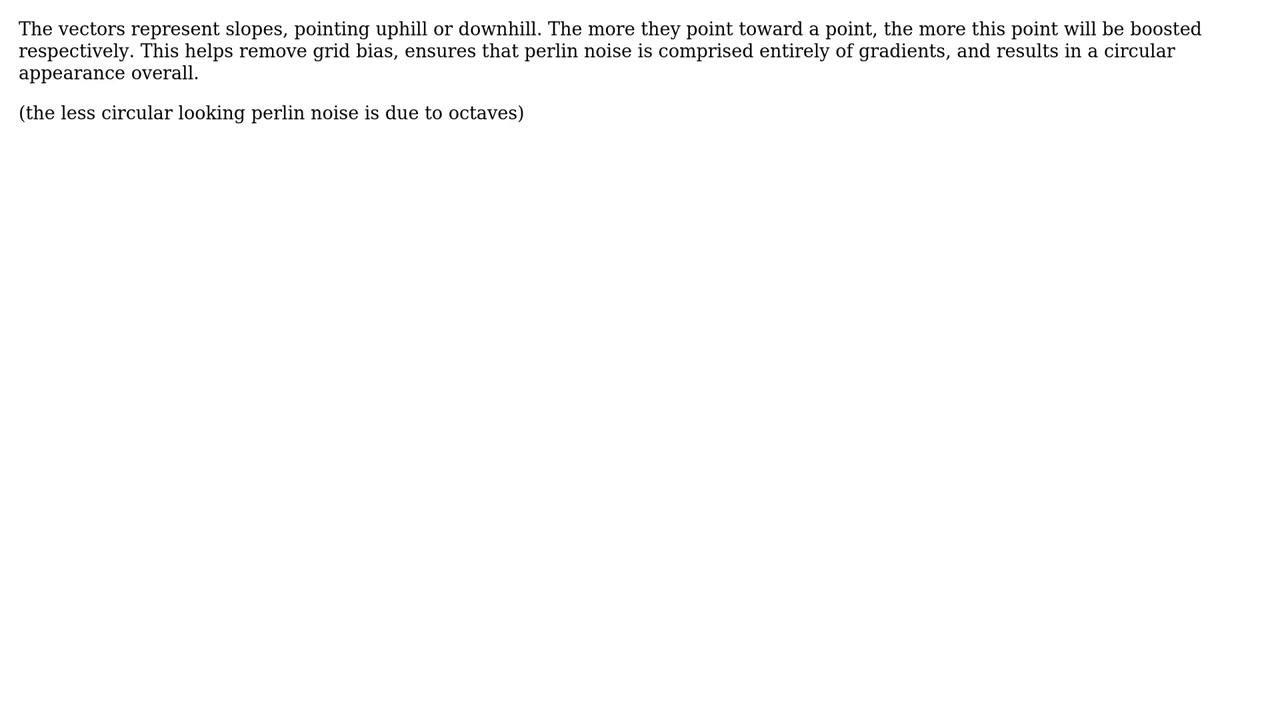 The vectors represent slopes, pointing uphill or downhill. The more they point toward a point, the more this point will be boosted
respectively. This helps remove grid bias, ensures that perlin noise is comprised entirely of gradients, and results in a circular
appearance overall.
(the less circular looking perlin noise is due to octaves)